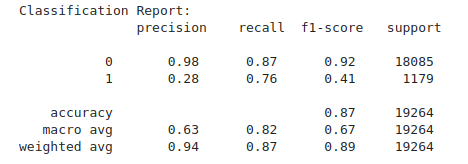 Classification Report:
precision recall f1-score support
0 0.98 0.87 0.92 18085
1 0.28 0.76 0.41 1179
accuracy 0.87 19264
macro avg 0.63 0.82 0.67 19264
weighted avg 0.94 0.87 0.89 19264